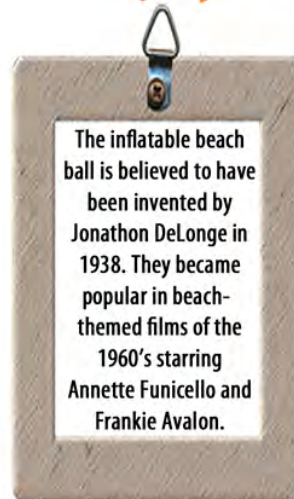 The inflatable beach
ball is believed to have
been invented by
Jonathon DeLonge in
1938. They became
popular in beach-
themed films of the
1960's starring
Annette Funicello and
Frankie Avalon.